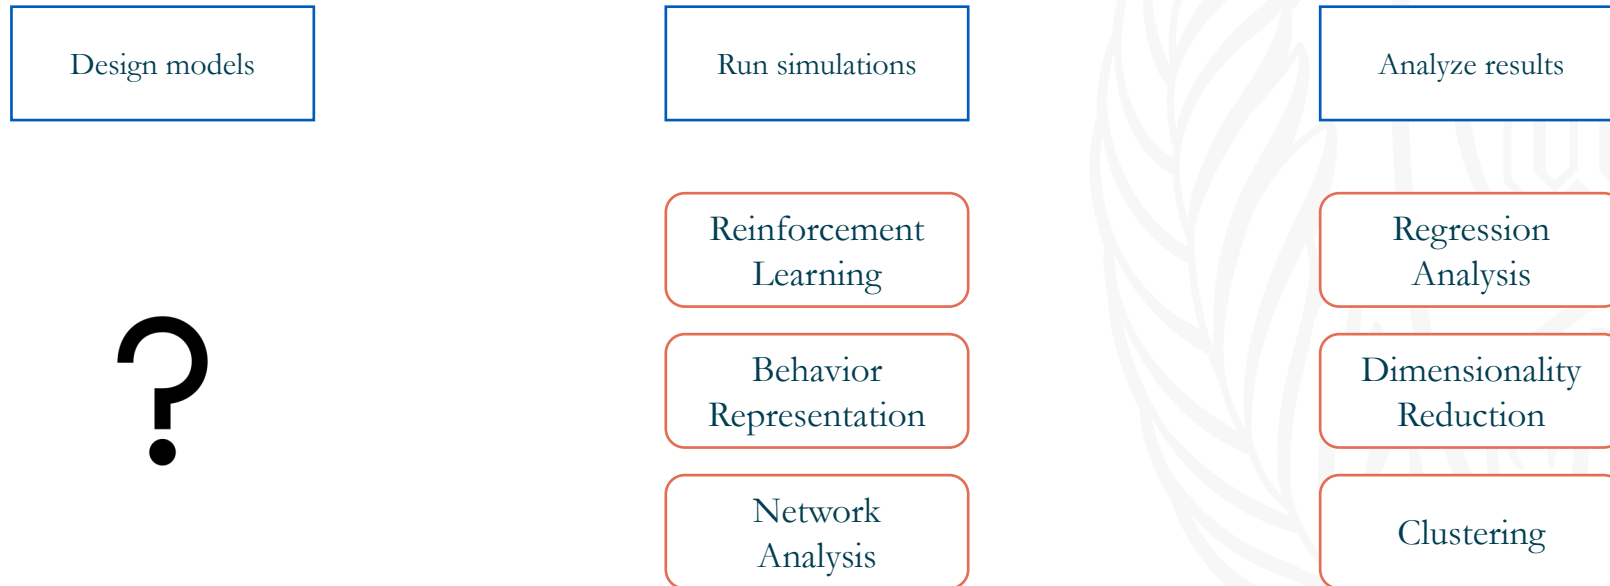 Design models
Run simulations
Analyze results
Reinforcement
Learning
Regression
Analysis
?
Behavior
Representation
Dimensionality
Reduction
Network
Analysis
Clustering